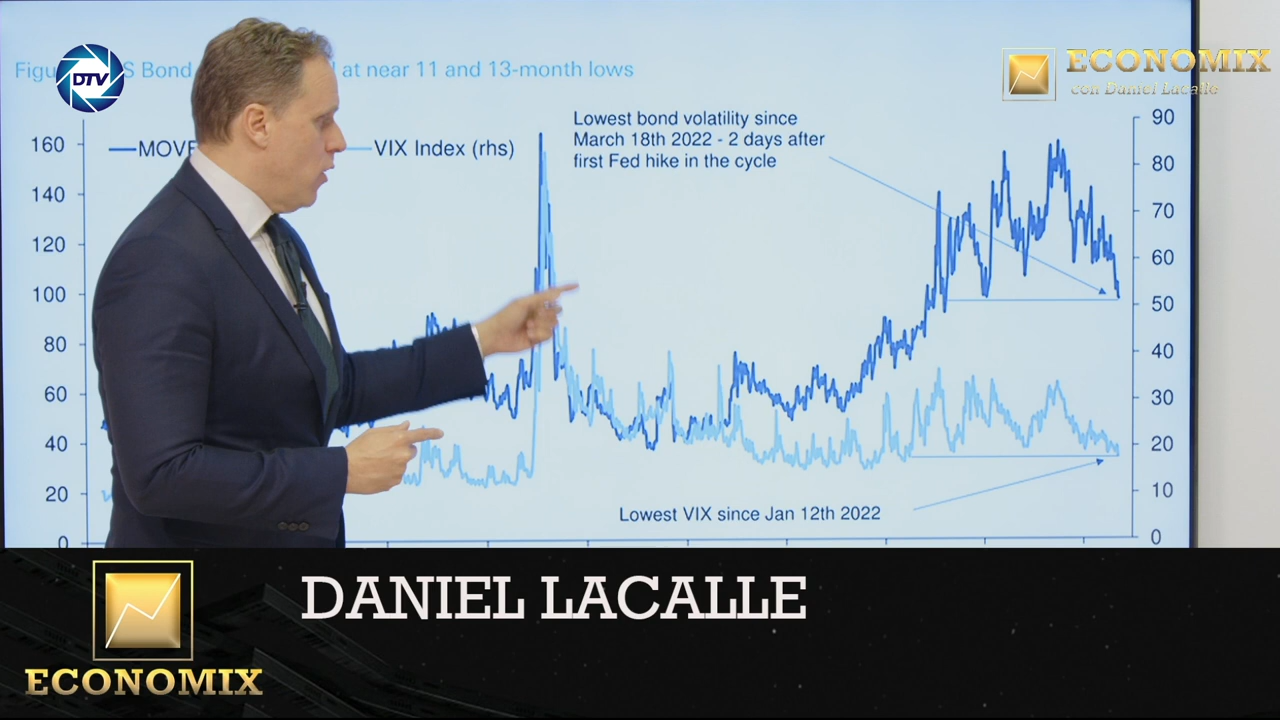 Figu
S Bond
at near 11 and 13-month lows
DTV
ECONOMIX
con Daniel Lacalle
MOVE
VIX Index (rhs)
Lowest bond volatility since
March 18th 2022 - 2 days after
first Fed hike in the cycle
160
140
120
100
80
60
40
20
0
90
80
70
60
50
40
30
20
10
0
Lowest VIX since Jan 12th 2022
DANIEL LACALLE
ECONOMIX